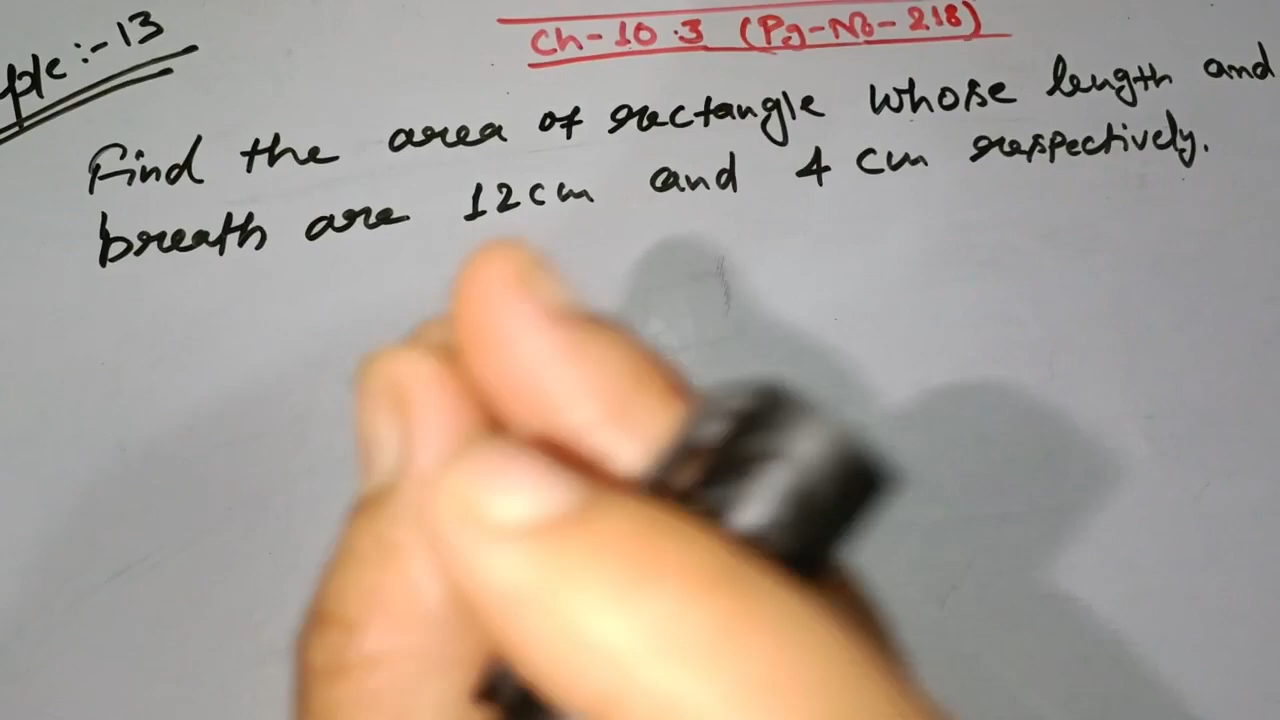 Ch-10.3 (Pg-No-218)
ple:-13
Find the area of rectangle whose length and
breath are 12cm and 4 cm respectively.